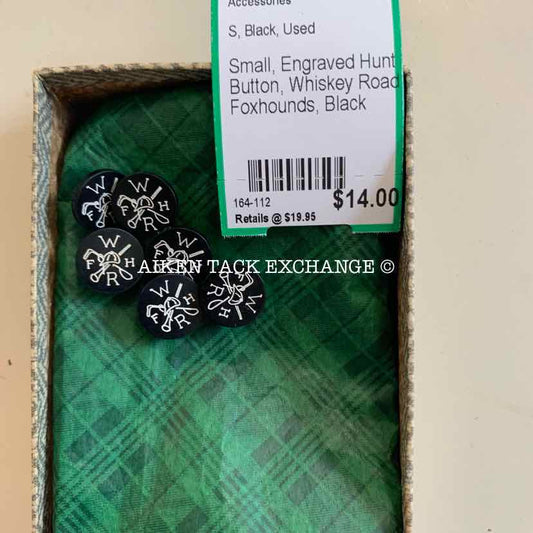 Accessories
S, Black, Used
Small, Engraved Hunt
Button, Whiskey Road
Foxhounds, Black
164-112
$14.00
Retails @ $19.95
W
F H
R
W
F H
R
W
F H
R
W
H
W
F H
R
W
F H
R
AIKEN TACK EXCHANGE ©